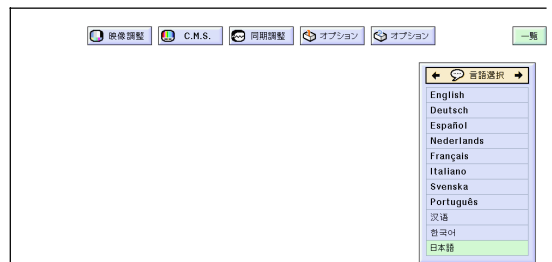 映像調整 C.M.S. 同期調整 オプション オプション 一覧
言語選択
English
Deutsch
Español
Nederlands
Français
Italiano
Svenska
Português
汉语
한국어
日本語